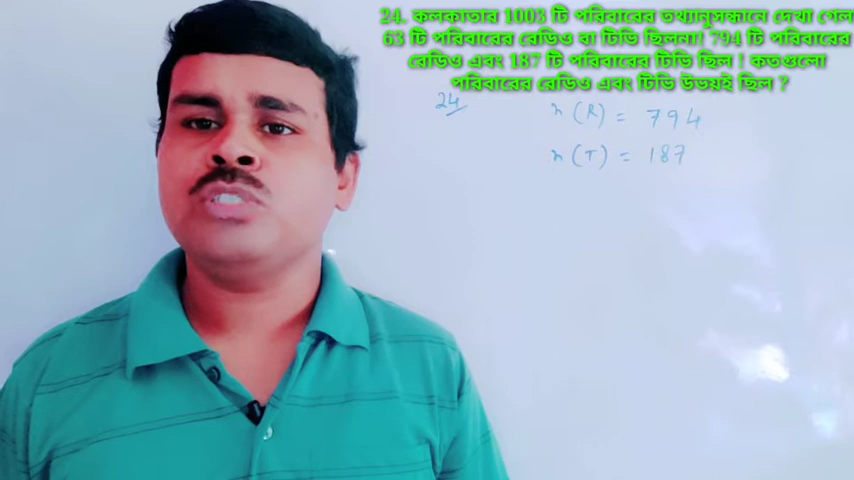 24. কলকাতার 1003 টি পরিবারের তথ্যানুসন্ধানে দেখা গেল
63 টি পরিবারের রেডিও বা টিভি ছিলনা! 794 টি পরিবারের
রেডিও এবং 187 টি পরিবারের টিভি ছিল ! কতগুলো
পরিবারের রেডিও এবং টিভি উভয়ই ছিল ?
24
n(R) = 794
n(T) = 187